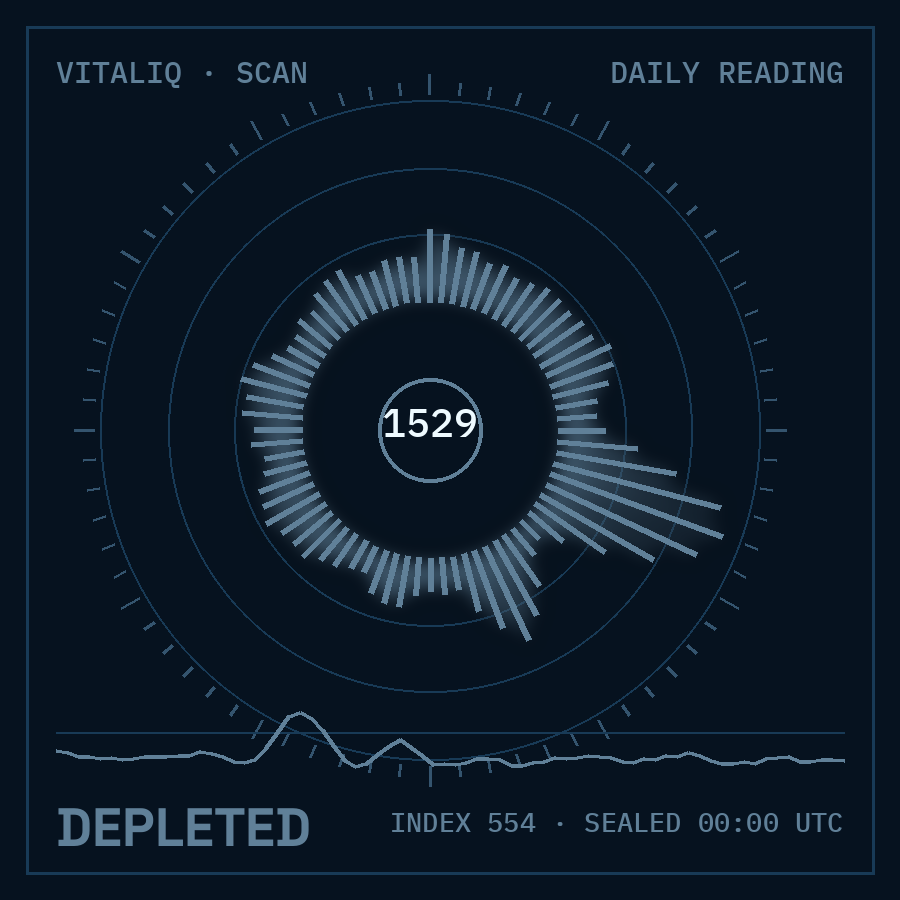 VITALIQ · SCAN
DAILY READING
1529
DEPLETED
INDEX 554 · SEALED 00:00 UTC